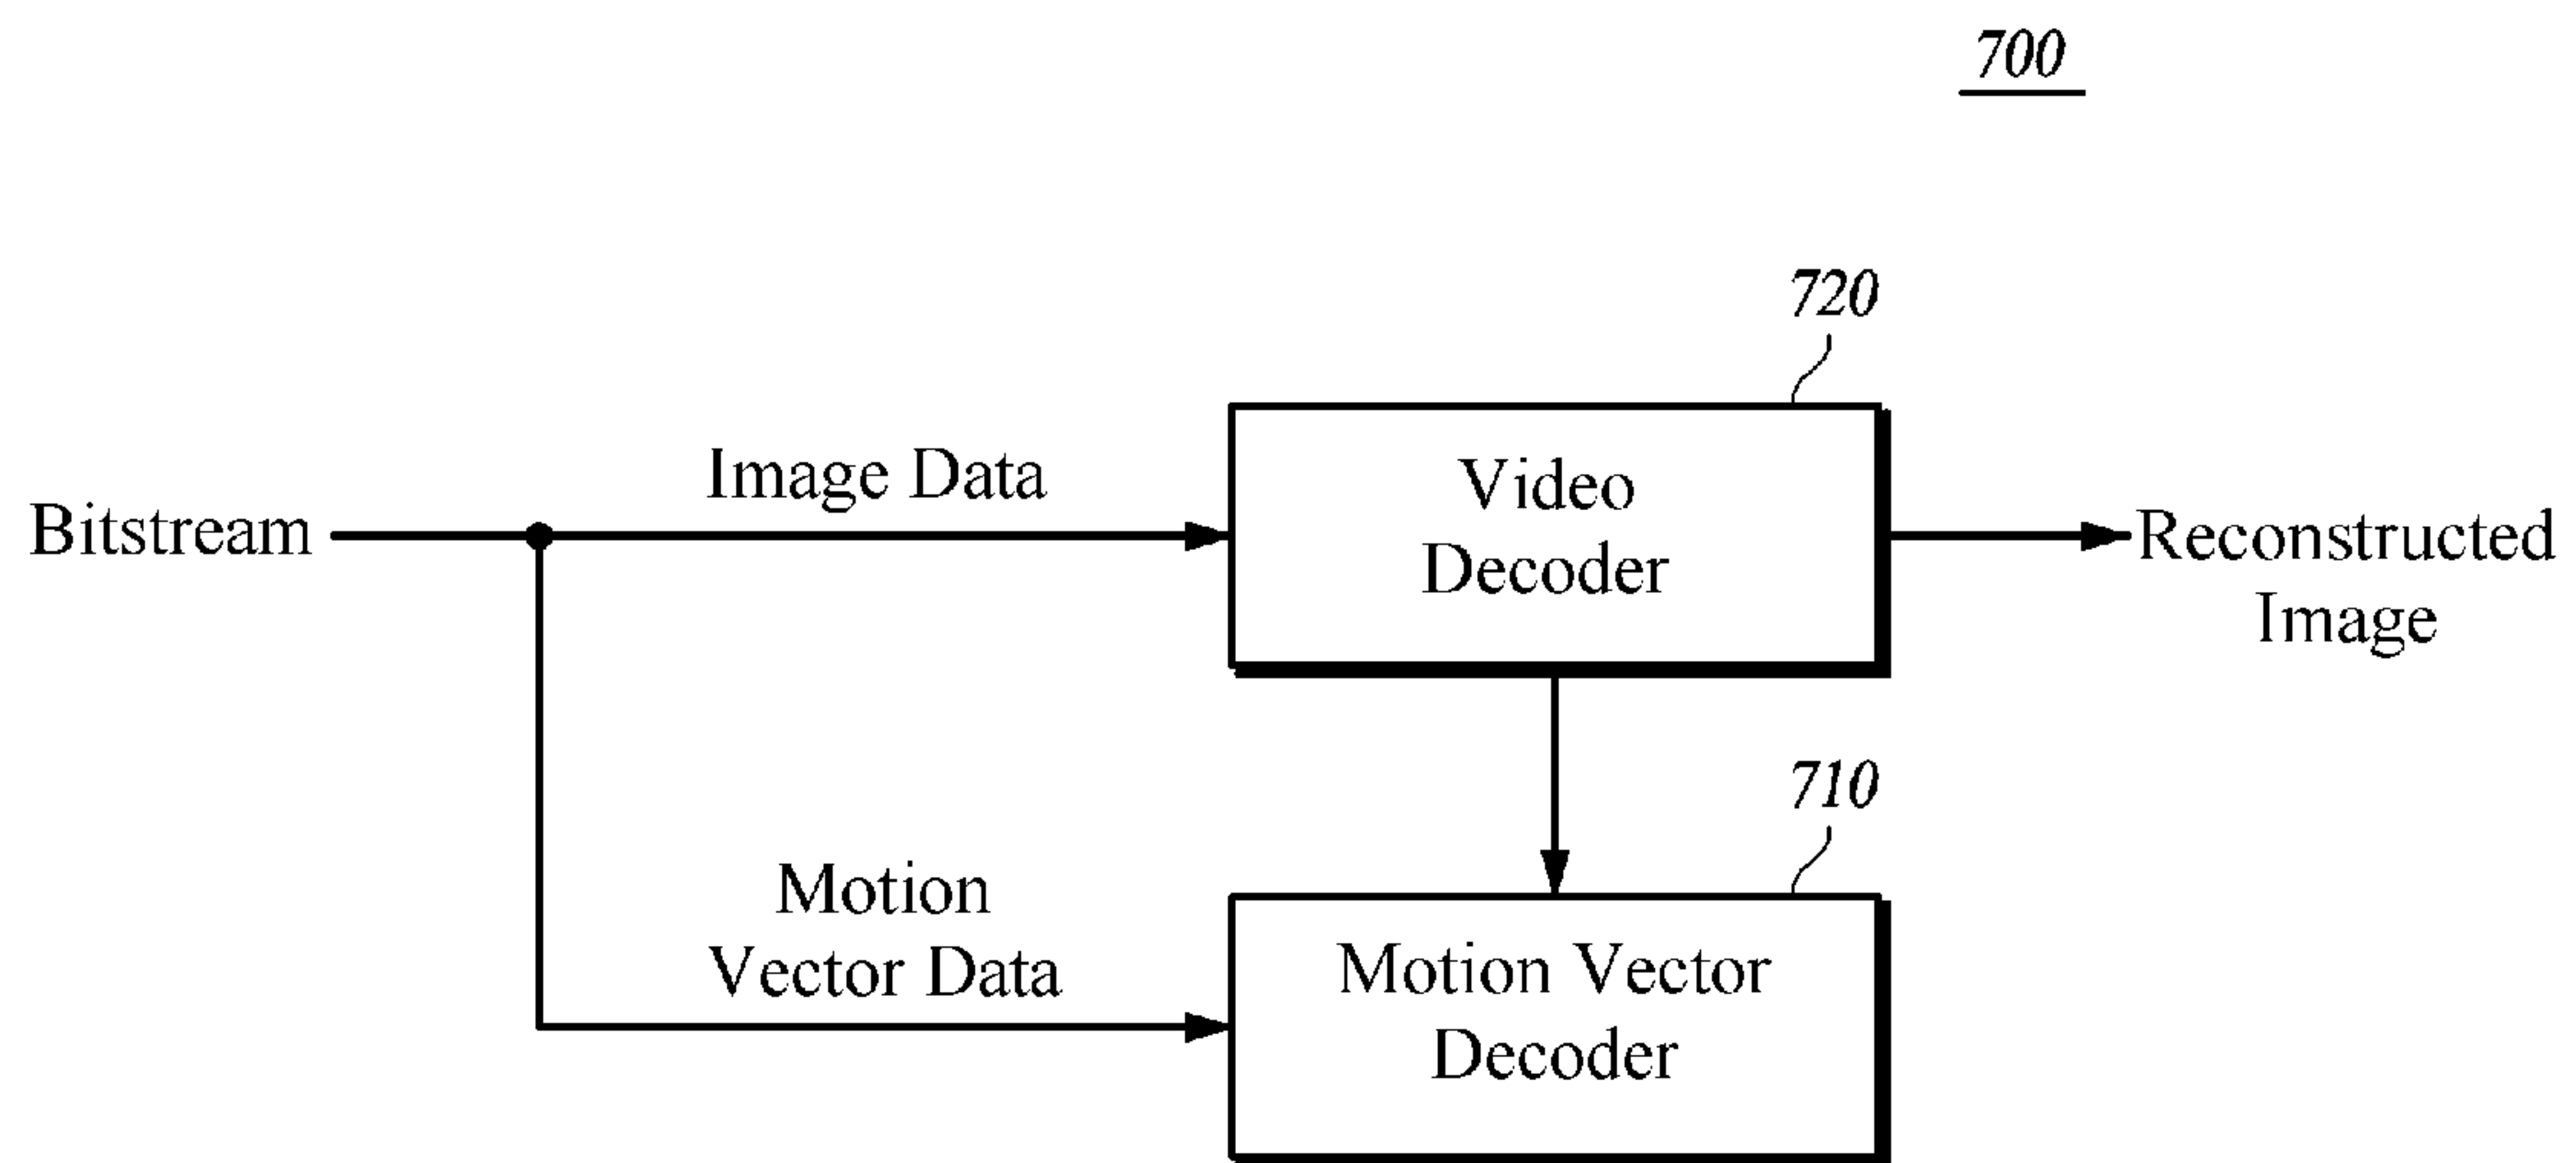 700
720
Image Data
Bitstream
Video
Decoder
Reconstructed
Image
710
Motion
Vector Data
Motion Vector
Decoder